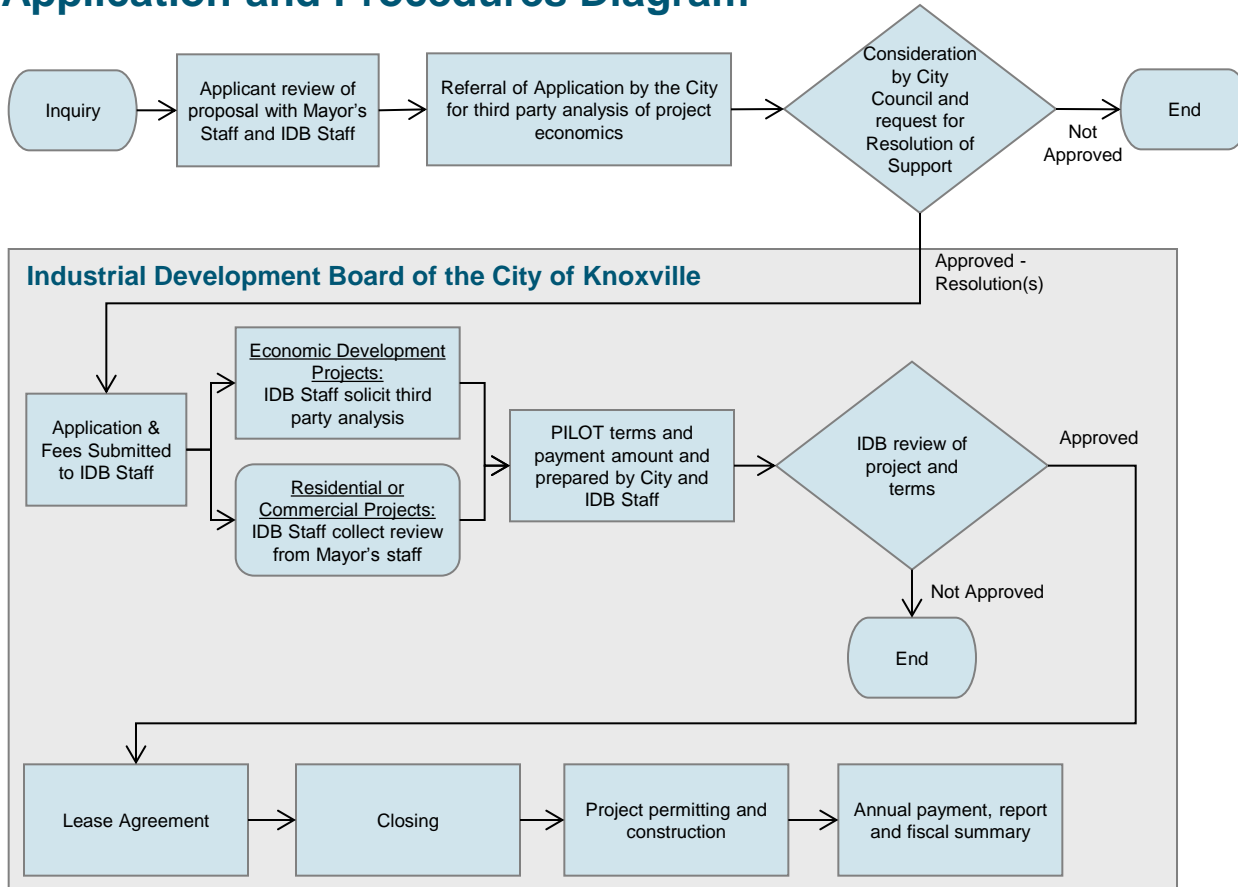 Application and Procedures Diagram
Inquiry
Applicant review of
proposal with Mayor's
Staff and IDB Staff
Referral of Application by the City
for third party analysis of project
economics
Consideration
by City
Council and
request for
Resolution of
Support
Not
Approved
End
Approved -
Resolution(s)
Industrial Development Board of the City of Knoxville
Application &
Fees Submitted
to IDB Staff
Economic Development
Projects:
IDB Staff solicit third
party analysis
Residential or
Commercial Projects:
IDB Staff collect review
from Mayor's staff
PILOT terms and
payment amount and
prepared by City and
IDB Staff
IDB review of
project and
terms
Approved
Not Approved
End
Lease Agreement
Closing
Project permitting and
construction
Annual payment, report
and fiscal summary